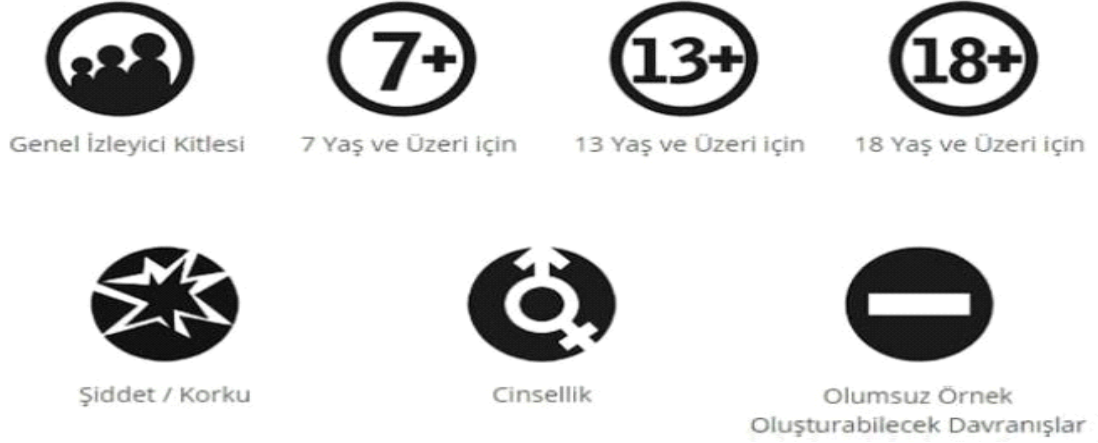 7+
13+
18+
Genel İzleyici Kitlesi
7 Yaş ve Üzeri için
13 Yaş ve Üzeri için
18 Yaş ve Üzeri için
Şiddet / Korku
Cinsellik
Olumsuz Örnek
Oluşturabilecek Davranışlar